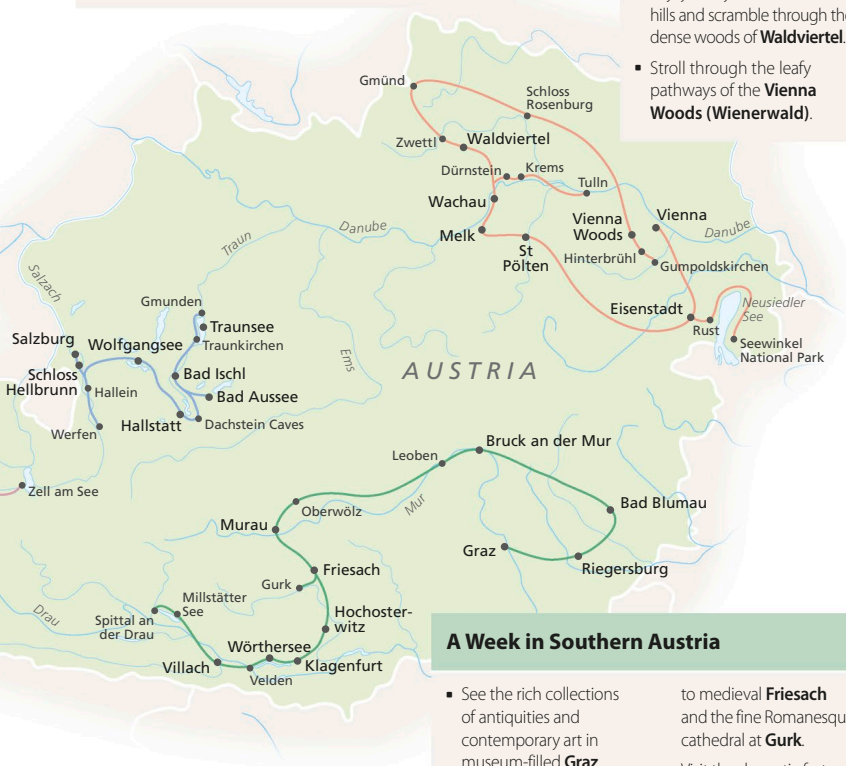 hills and scramble through the
dense woods of Waldviertel.
▪ Stroll through the leafy
pathways of the Vienna
Woods (Wienerwald).
Gmünd
Schloss
Rosenburg
Zwettl
Waldviertel
Dürnstein
Krems
Tulln
Wachau
Vienna
Woods
Vienna
Danube
Danube
Traun
Melk
St
Pölten
Hinterbrühl
Gumpoldskirchen
Salzach
Gmunden
Traunsee
Traunkirchen
Eisenstadt
Rust
Neusiedler
See
Seewinkel
National Park
Salzburg
Wolfgangsee
Schloss
Hellbrunn
Hallein
Bad Ischl
Bad Aussee
Enns
AUSTRIA
Werfen
Hallstatt
Dachstein Caves
Zell am See
Leoben
Bruck an der Mur
Oberwölz
Mur
Bad Blumau
Murau
Graz
Riegersburg
Friesach
Gurk
Millstätter
See
Spittal an
der Drau
Drau
Hochoster-
witz
Wörthersee
Villach
Velden
Klagenfurt
A Week in Southern Austria
▪ See the rich collections
of antiquities and
contemporary art in
museum-filled Graz
to medieval Friesach
and the fine Romanesqu
cathedral at Gurk.